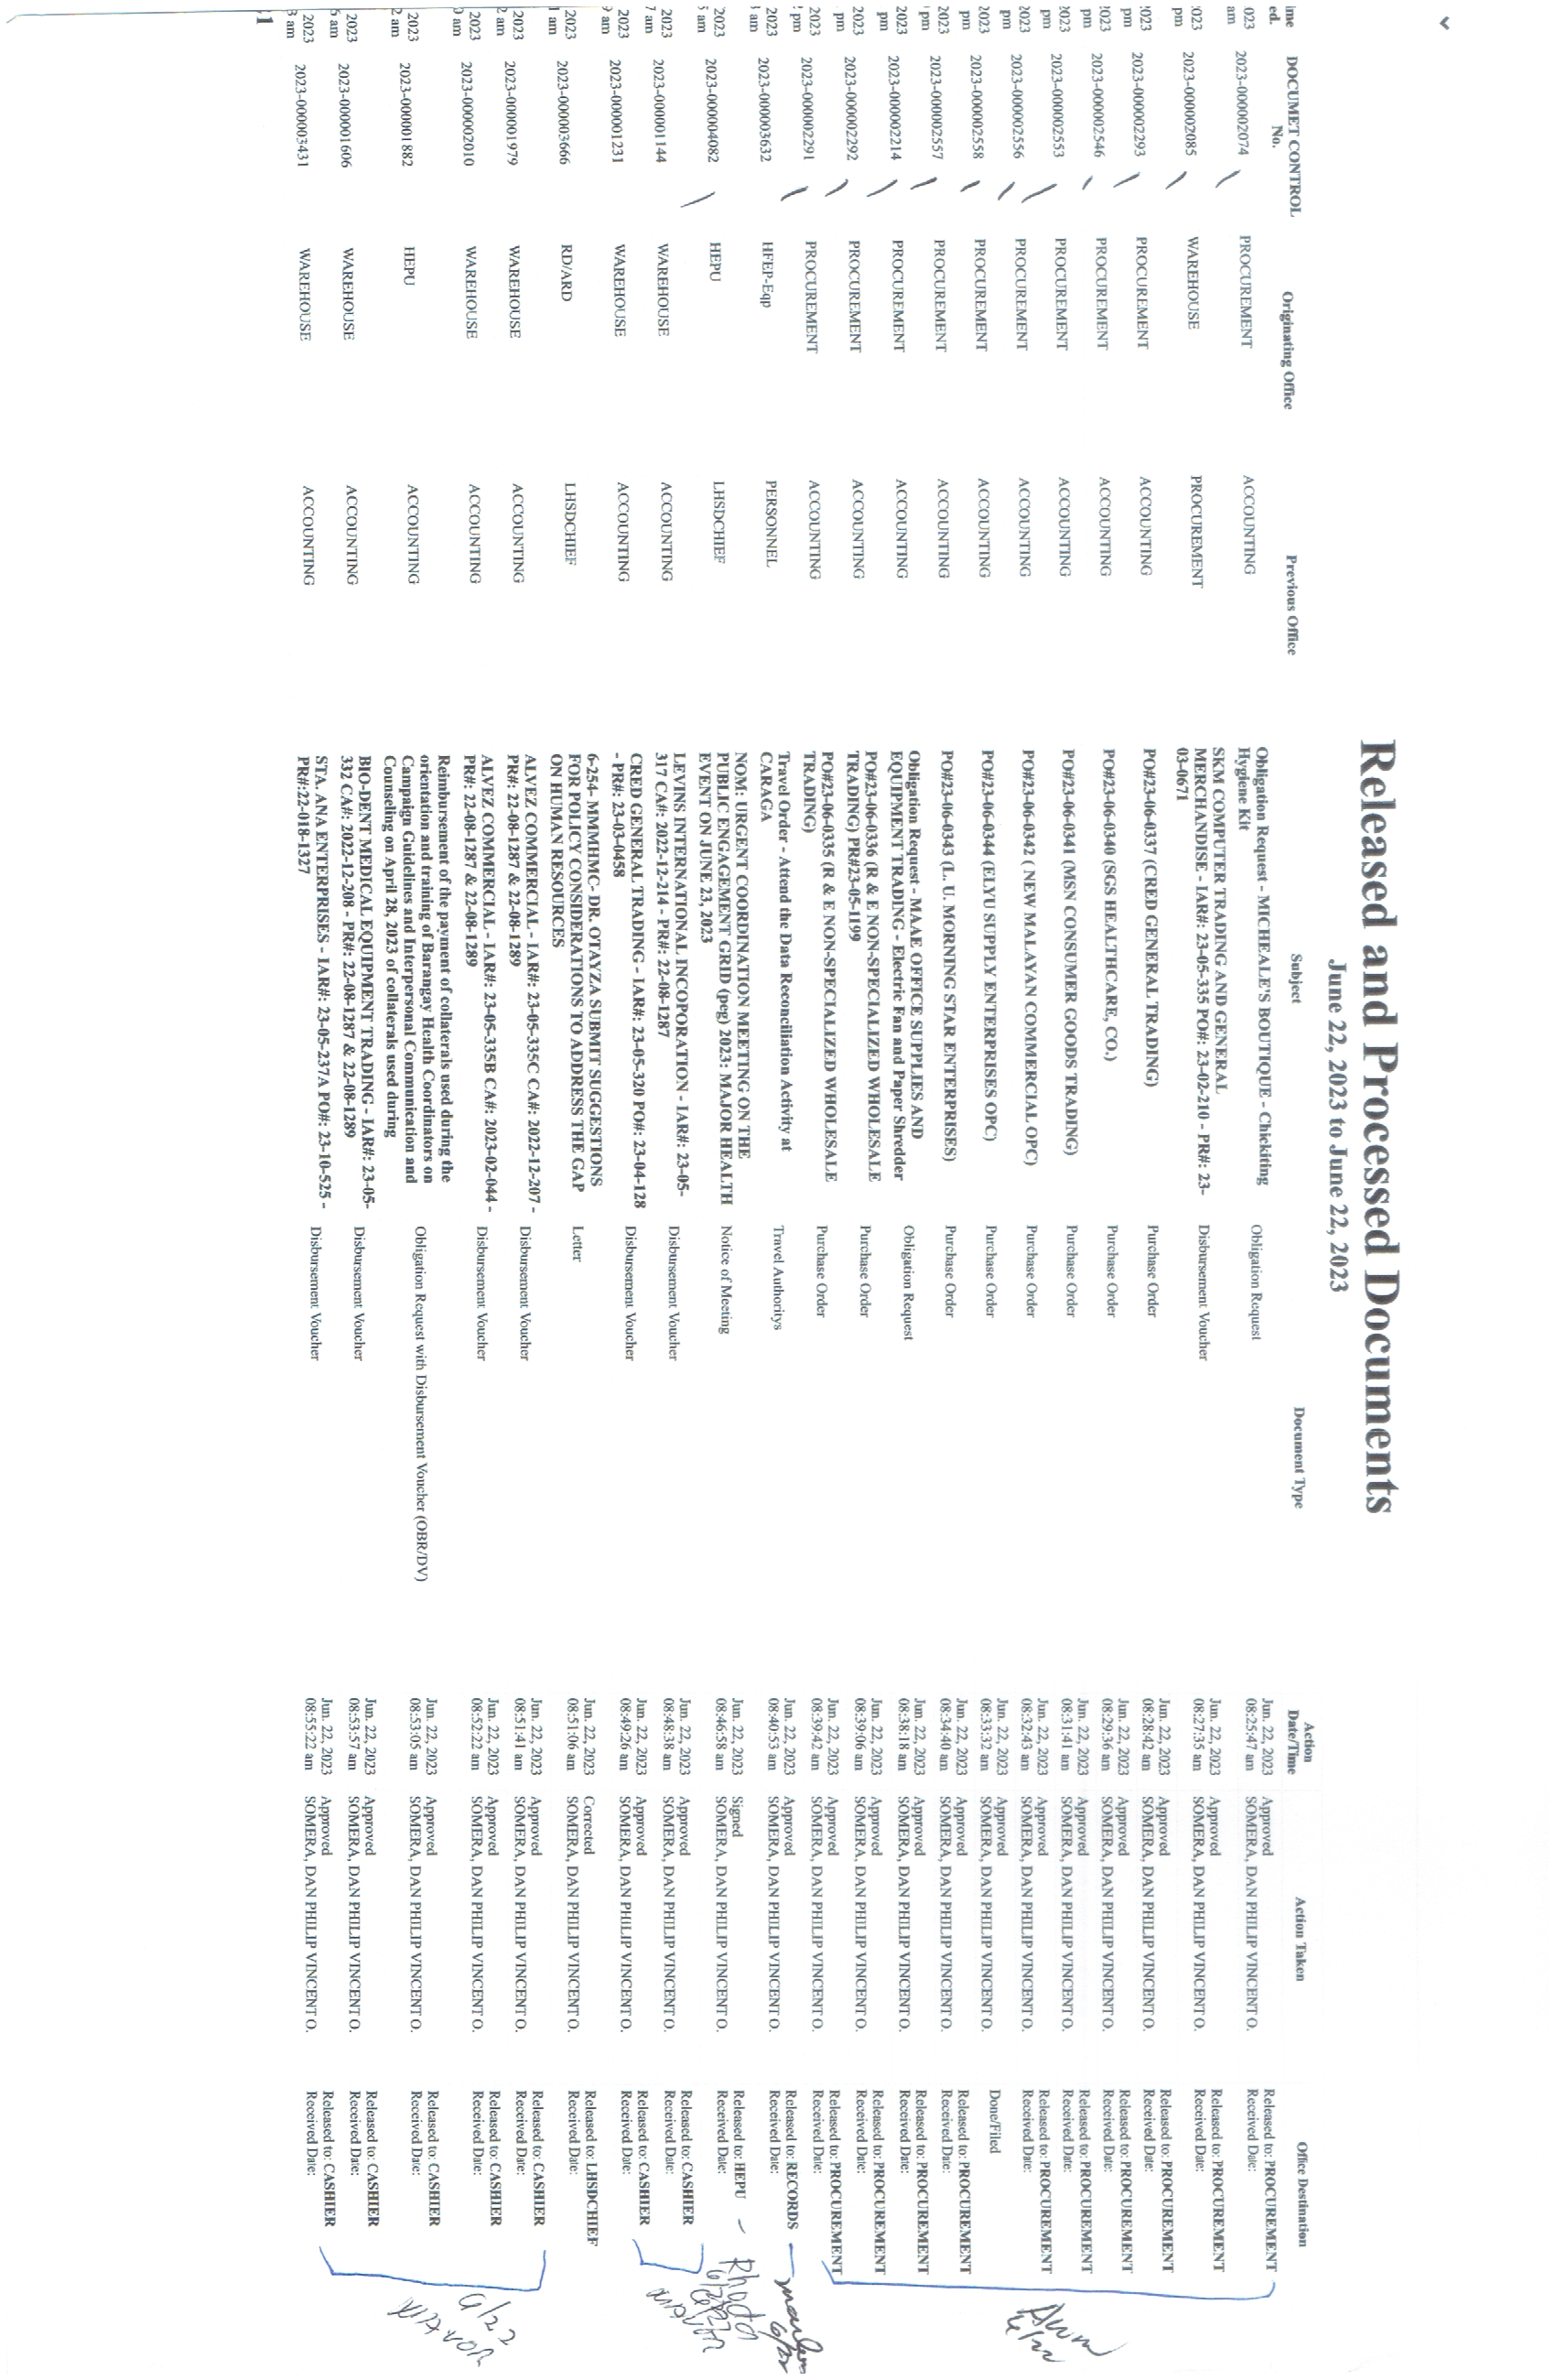 Released and Processed Documents
June 22, 2023 to June 22, 2023
ime
ed.
DOCUMET CONTROL
No.
Originating Office
Previous Office
Subject
Document Type
Action
Date/Time
Action Taken
Office Destination
023
am
2023-000002074
PROCUREMENT
ACCOUNTING
Obligation Request - MICHEALE'S BOUTIQUE - Chickiting
Hygiene Kit
Obligation Request
Jun. 22, 2023
08:25:47 am
Approved
SOMERA, DAN PHILIP VINCENT O.
Released to: PROCUREMENT
Received Date:
:023
pm
2023-000002085
WAREHOUSE
PROCUREMENT
SKM COMPUTER TRADING AND GENERAL
MERCHANDISE - IAR#: 23-05-335 PO#: 23-02-210 - PR#: 23-
03-0671
Disbursement Voucher
Jun. 22, 2023
08:27:35 am
Approved
SOMERA, DAN PHILIP VINCENT O.
Released to: PROCUREMENT
Received Date:
:023
pm
2023-000002293
PROCUREMENT
ACCOUNTING
PO#23-06-0337 (CRED GENERAL TRADING)
Purchase Order
Jun. 22, 2023
08:28:42 am
Approved
SOMERA, DAN PHILIP VINCENT O.
Released to: PROCUREMENT
Received Date:
:023
pm
2023-000002546
PROCUREMENT
ACCOUNTING
PO#23-06-0340 (SGS HEALTHCARE, CO.)
Purchase Order
Jun. 22, 2023
08:29:36 am
Approved
SOMERA, DAN PHILIP VINCENT O.
Released to: PROCUREMENT
Received Date:
2023
pm
2023-000002553
PROCUREMENT
ACCOUNTING
PO#23-06-0341 (MSN CONSUMER GOODS TRADING)
Purchase Order
Jun. 22, 2023
08:31:41 am
Approved
SOMERA, DAN PHILIP VINCENT O.
Released to: PROCUREMENT
Received Date:
2023
pm
2023-000002556
PROCUREMENT
ACCOUNTING
PO#23-06-0342 ( NEW MALAYAN COMMERCIAL OPC)
Purchase Order
Jun. 22, 2023
08:32:43 am
Approved
SOMERA, DAN PHILIP VINCENT O.
Released to: PROCUREMENT
Received Date:
2023
pm
2023-000002558
PROCUREMENT
ACCOUNTING
PO#23-06-0344 (ELYU SUPPLY ENTERPRISES OPC)
Purchase Order
Jun. 22, 2023
08:33:32 am
Approved
SOMERA, DAN PHILIP VINCENT O.
Done/Filed
2023
pm
2023-000002557
PROCUREMENT
ACCOUNTING
PO#23-06-0343 (L. U. MORNING STAR ENTERPRISES)
Purchase Order
Jun. 22, 2023
08:34:40 am
Approved
SOMERA, DAN PHILIP VINCENT O.
Released to: PROCUREMENT
Received Date:
2023
pm
2023-000002214
PROCUREMENT
ACCOUNTING
Obligation Request - MAAE OFFICE SUPPLIES AND
EQUIPMENT TRADING - Electric Fan and Paper Shredder
Obligation Request
Jun. 22, 2023
08:38:18 am
Approved
SOMERA, DAN PHILIP VINCENT O.
Released to: PROCUREMENT
Received Date:
2023
pm
2023-000002292
PROCUREMENT
ACCOUNTING
PO#23-06-0336 (R & E NON-SPECIALIZED WHOLESALE
TRADING) PR#23-05-1199
Purchase Order
Jun. 22, 2023
08:39:06 am
Approved
SOMERA, DAN PHILIP VINCENT O.
Released to: PROCUREMENT
Received Date:
2023
pm
2023-000002291
PROCUREMENT
ACCOUNTING
PO#23-06-0335 (R & E NON-SPECIALIZED WHOLESALE
TRADING)
Purchase Order
Jun. 22, 2023
08:39:42 am
Approved
SOMERA, DAN PHILIP VINCENT O.
Released to: PROCUREMENT
Received Date:
6/22
2023
am
2023-000003632
HFEP-Eqp
PERSONNEL
Travel Order - Attend the Data Reconciliation Activity at
CARAGA
Travel Authoritys
Jun. 22, 2023
08:40:53 am
Approved
SOMERA, DAN PHILIP VINCENT O.
Released to: RECORDS
Received Date:
2023
5 am
2023-000004082
HEPU
LHSDCHIEF
NOM: URGENT COORDINATION MEETING ON THE
PUBLIC ENGAGEMENT GRID (peg) 2023: MAJOR HEALTH
EVENT ON JUNE 23, 2023
Notice of Meeting
Jun. 22, 2023
08:46:58 am
Signed
SOMERA, DAN PHILIP VINCENT O.
Released to: HEPU
Received Date:
Rhoda
2023
7 am
2023-000001144
WAREHOUSE
ACCOUNTING
LEVINS INTERNATIONAL INCOPORATION - IAR#: 23-05-
317 CA#: 2022-12-214 - PR#: 22-08-1287
Disbursement Voucher
Jun. 22, 2023
08:48:38 am
Approved
SOMERA, DAN PHILIP VINCENT O.
Released to: CASHIER
Received Date:
2023
9 am
2023-000001231
WAREHOUSE
ACCOUNTING
CRED GENERAL TRADING - IAR#: 23-05-320 PO#: 23-04-128
- PR#: 23-03-0458
Disbursement Voucher
Jun. 22, 2023
08:49:26 am
Approved
SOMERA, DAN PHILIP VINCENT O.
Released to: CASHIER
Received Date:
2023
1 am
2023-000003666
RD/ARD
LHSDCHIEF
6-254- MMMHMC- DR. OTAYZA SUBMIT SUGGESTIONS
FOR POLICY CONSIDERATIONS TO ADDRESS THE GAP
ON HUMAN RESOURCES
Letter
Jun. 22, 2023
08:51:06 am
Corrected
SOMERA, DAN PHILIP VINCENT O.
Released to: LHSDCHIEF
Received Date:
2023
2 am
2023-000001979
WAREHOUSE
ACCOUNTING
ALVEZ COMMERCIAL - IAR#: 23-05-335C CA#: 2022-12-207 -
PR#: 22-08-1287 & 22-08-1289
Disbursement Voucher
Jun. 22, 2023
08:51:41 am
Approved
SOMERA, DAN PHILIP VINCENT O.
Released to: CASHIER
Received Date:
2023
0 am
2023-000002010
WAREHOUSE
ACCOUNTING
ALVEZ COMMERCIAL - IAR#: 23-05-335B CA#: 2023-02-044 -
PR#: 22-08-1287 & 22-08-1289
Disbursement Voucher
Jun. 22, 2023
08:52:22 am
Approved
SOMERA, DAN PHILIP VINCENT O.
Released to: CASHIER
Received Date:
6/22
2023
2 am
2023-000001882
HEPU
ACCOUNTING
Reimbursement of the payment of collaterals used during the
orientation and training of Barangay Health Coordinators on
Campaign Guidelines and Interpersonal Communication and
Counseling on April 28, 2023 of collaterals used during
Obligation Request with Disbursement Voucher (OBR/DV)
Jun. 22, 2023
08:53:05 am
Approved
SOMERA, DAN PHILIP VINCENT O.
Released to: CASHIER
Received Date:
2023
6 am
2023-000001606
WAREHOUSE
ACCOUNTING
BIO-DENT MEDICAL EQUIPMENT TRADING - IAR#: 23-05-
332 CA#: 2022-12-208 - PR#: 22-08-1287 & 22-08-1289
Disbursement Voucher
Jun. 22, 2023
08:53:57 am
Approved
SOMERA, DAN PHILIP VINCENT O.
Released to: CASHIER
Received Date:
2023
3 am
2023-000003431
WAREHOUSE
ACCOUNTING
STA. ANA ENTERPRISES - IAR#: 23-05-237A PO#: 23-10-525 -
PR#:22-018-1327
Disbursement Voucher
Jun. 22, 2023
08:55:22 am
Approved
SOMERA, DAN PHILIP VINCENT O.
Released to: CASHIER
Received Date:
1